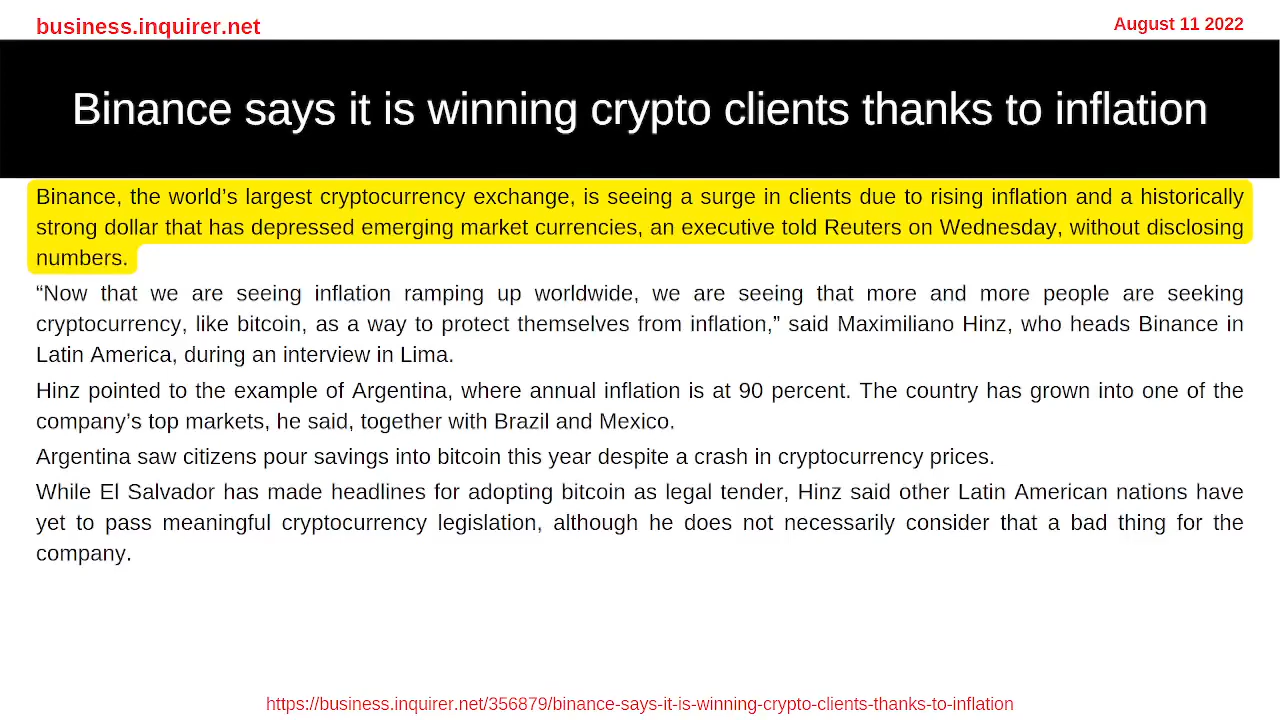 business.inquirer.net
August 11 2022
Binance says it is winning crypto clients thanks to inflation
Binance, the world’s largest cryptocurrency exchange, is seeing a surge in clients due to rising inflation and a historically
strong dollar that has depressed emerging market currencies, an executive told Reuters on Wednesday, without disclosing
numbers.
“Now that we are seeing inflation ramping up worldwide, we are seeing that more and more people are seeking
cryptocurrency, like bitcoin, as a way to protect themselves from inflation,” said Maximiliano Hinz, who heads Binance in
Latin America, during an interview in Lima.
Hinz pointed to the example of Argentina, where annual inflation is at 90 percent. The country has grown into one of the
company’s top markets, he said, together with Brazil and Mexico.
Argentina saw citizens pour savings into bitcoin this year despite a crash in cryptocurrency prices.
While El Salvador has made headlines for adopting bitcoin as legal tender, Hinz said other Latin American nations have
yet to pass meaningful cryptocurrency legislation, although he does not necessarily consider that a bad thing for the
company.
https://business.inquirer.net/356879/binance-says-it-is-winning-crypto-clients-thanks-to-inflation